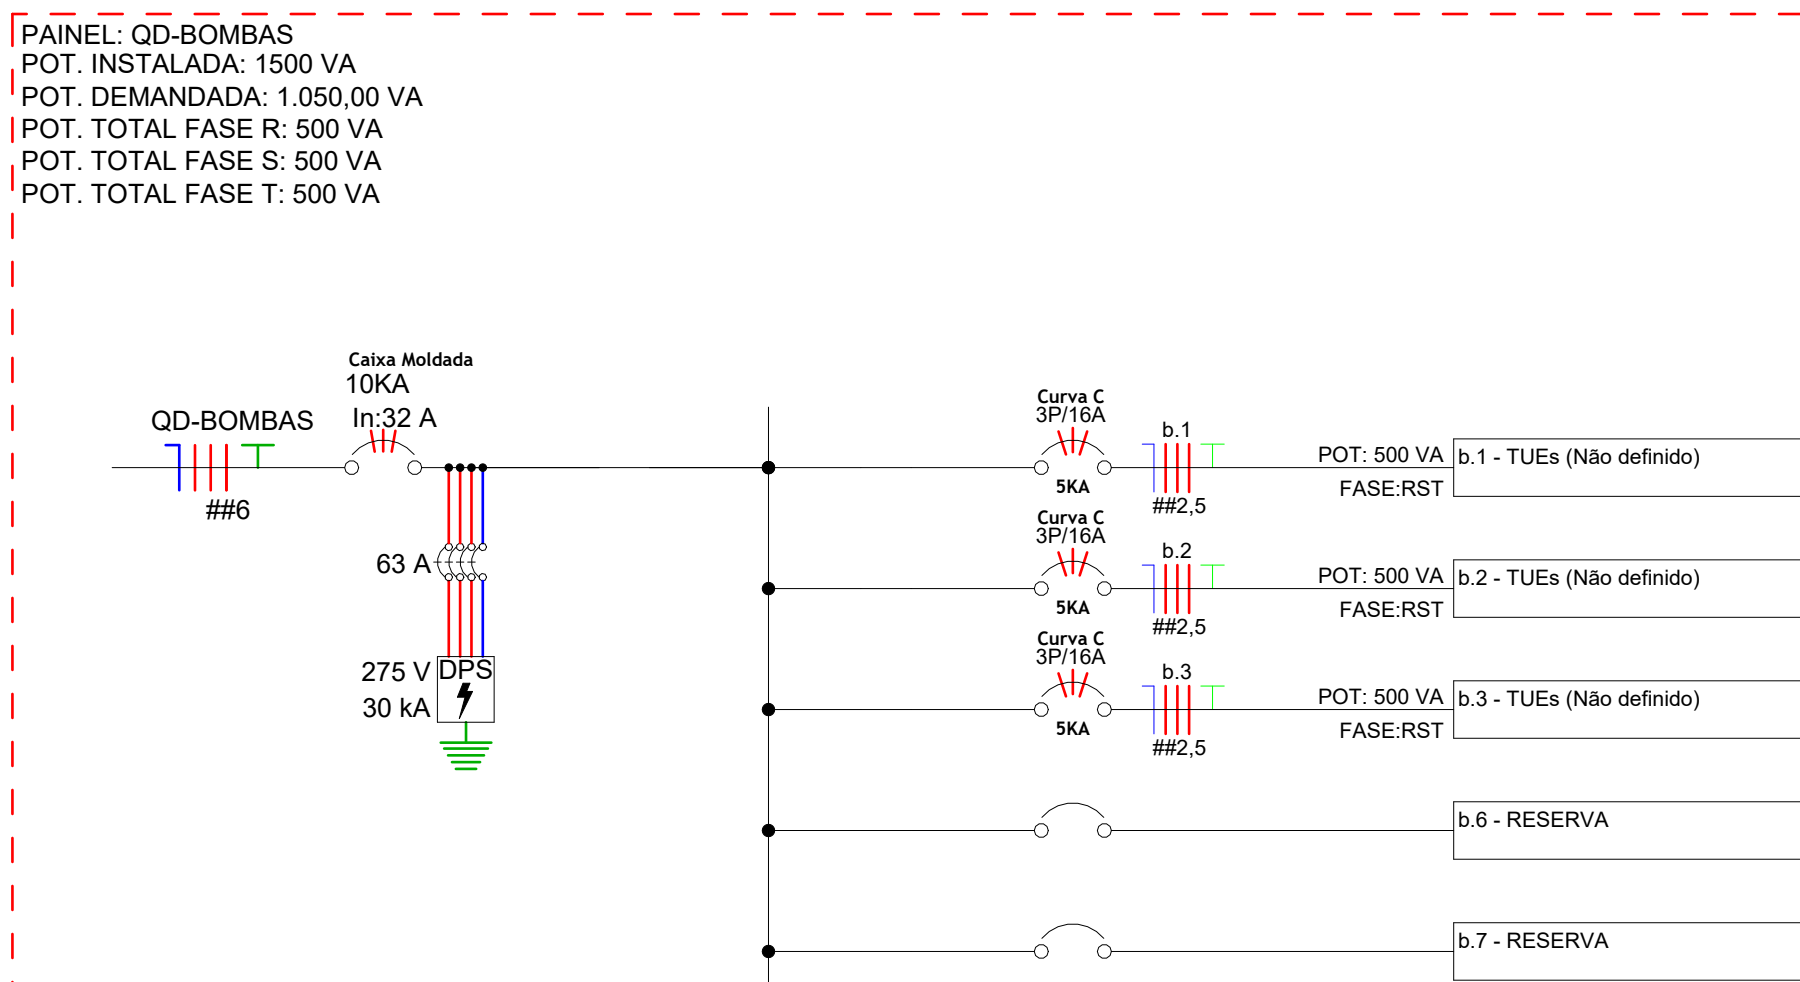 PAINEL: QD-BOMBAS
POT. INSTALADA: 1500 VA
POT. DEMANDADA: 1.050,00 VA
POT. TOTAL FASE R: 500 VA
POT. TOTAL FASE S: 500 VA
POT. TOTAL FASE T: 500 VA
Caixa Moldada
10KA
In:32 A
QD-BOMBAS
##6
63 A
275 V
30 kA
DPS
Curva C
3P/16A
5KA
b.1
##2,5
POT: 500 VA
FASE:RST
b.1 - TUEs (Não definido)
Curva C
3P/16A
5KA
b.2
##2,5
POT: 500 VA
FASE:RST
b.2 - TUEs (Não definido)
Curva C
3P/16A
5KA
b.3
##2,5
POT: 500 VA
FASE:RST
b.3 - TUEs (Não definido)
b.6 - RESERVA
b.7 - RESERVA